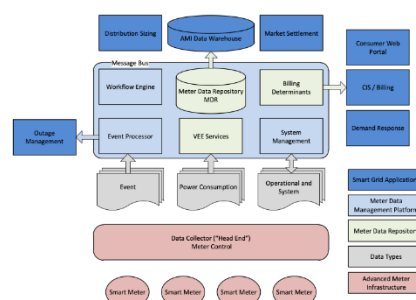 Distribution Sizing
AMI Data Warehouse
Market Settlement
Consumer Web
Portal
Message Bus
Workflow Engine
Meter Data Repository
MDR
Billing
Determinants
CIS / Billing
Outage
Management
Event Processor
VEE Services
System
Management
Demand Response
Event
Power Consumption
Operational and
System
Smart Grid Application
Meter Data
Management Platform
Meter Data Repository
Data Types
Advanced Meter
Infrastructure
Data Collector ("Head End")
Meter Control
Smart Meter
Smart Meter
Smart Meter
Smart Meter